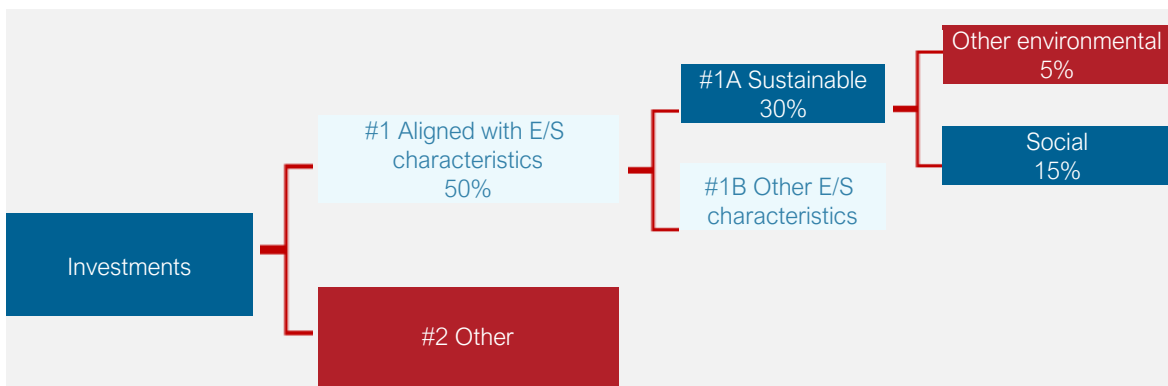 Investments
#1 Aligned with E/S
characteristics
50%
#2 Other
#1A Sustainable
30%
#1B Other E/S
characteristics
Other environmental
5%
Social
15%